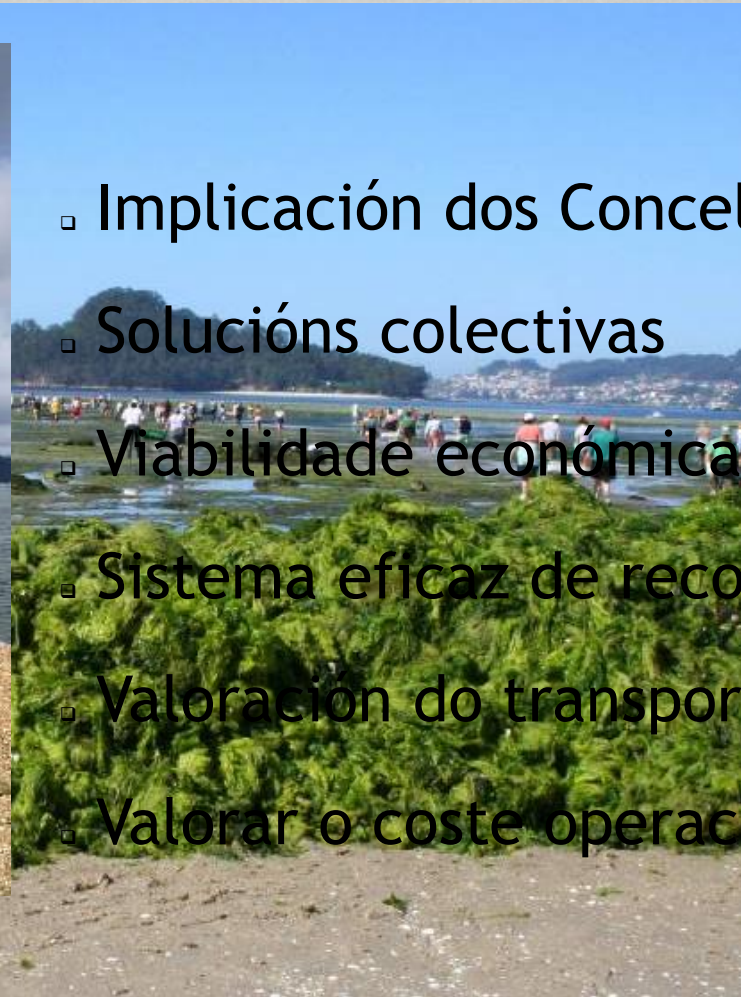 Implicación dos Concel
Solucións colectivas
Viabilidade económica
Sistema eficaz de reco
Valoración do transpor
Valorar o coste operac